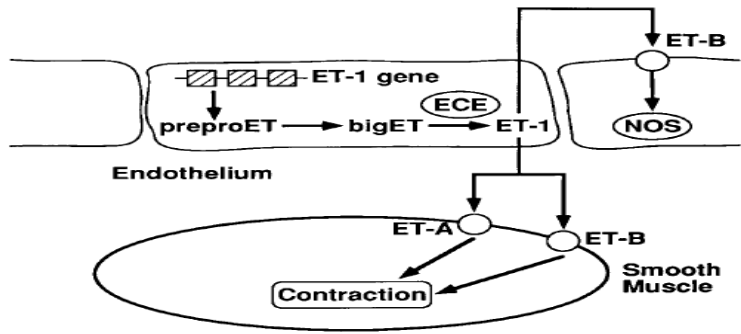 ET-B
ET-1 gene
ECE
preproET
bigET
ET-1
NOS
Endothelium
ET-A
ET-B
Smooth
Muscle
Contraction